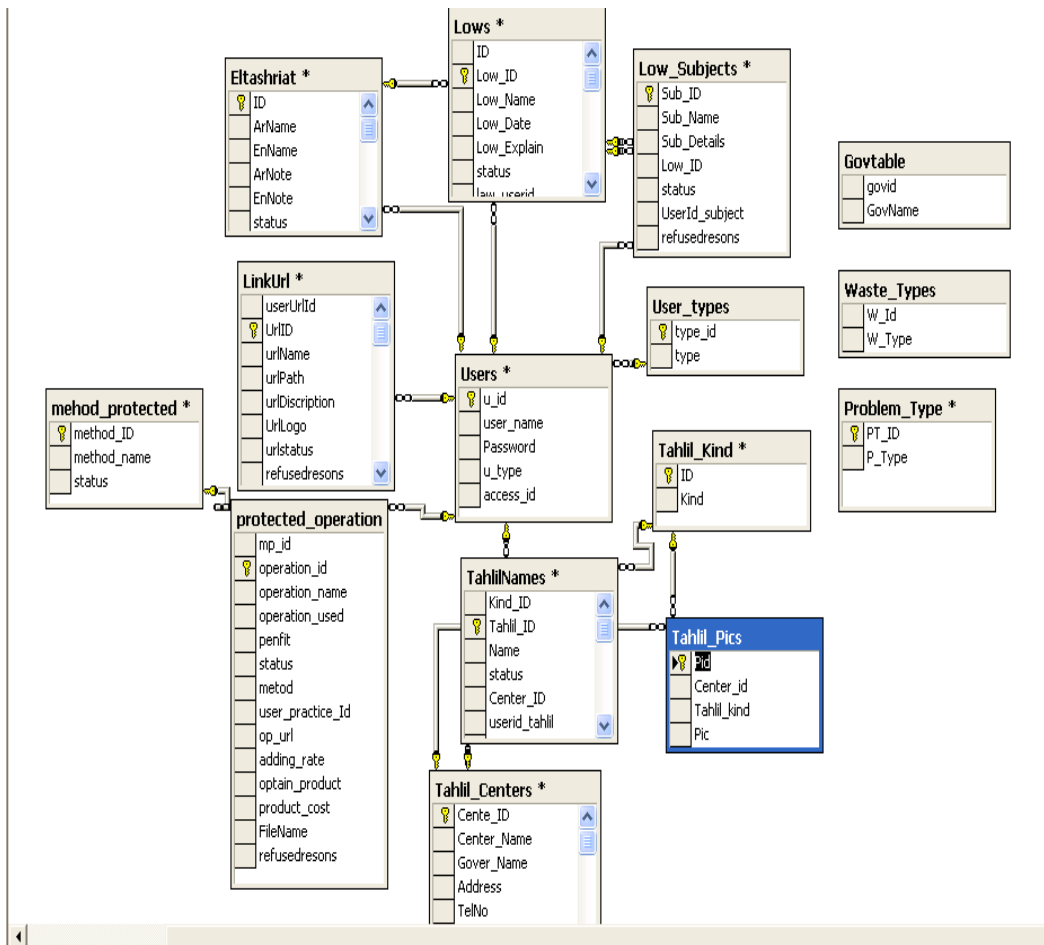 Lows *
ID
Low_ID
Low_Name
Low_Date
Low_Explain
status
law_userid
Eltashriat *
ID
ArName
EnName
ArNote
EnNote
status
Low_Subjects *
Sub_ID
Sub_Name
Sub_Details
Low_ID
status
UserId_subject
refusedresons
Govtable
govid
GovName
LinkUrl *
userUrlId
UrlID
urlName
urlPath
urlDiscription
UrlLogo
urlstatus
refusedresons
User_types
type_id
type
Waste_Types
W_Id
W_Type
Users *
u_id
user_name
Password
u_type
access_id
mehod_protected *
method_ID
method_name
status
Problem_Type *
PT_ID
P_Type
Tahlil_Kind *
ID
Kind
protected_operation
mp_id
operation_id
operation_name
operation_used
penfit
status
metod
user_practice_Id
op_url
adding_rate
optain_product
product_cost
FileName
refusedresons
TahlilNames *
Kind_ID
Tahlil_ID
Name
status
Center_ID
userid_tahlil
Tahlil_Pics
Pid
Center_id
Tahlil_kind
Pic
Tahlil_Centers *
Cente_ID
Center_Name
Gover_Name
Address
TelNo